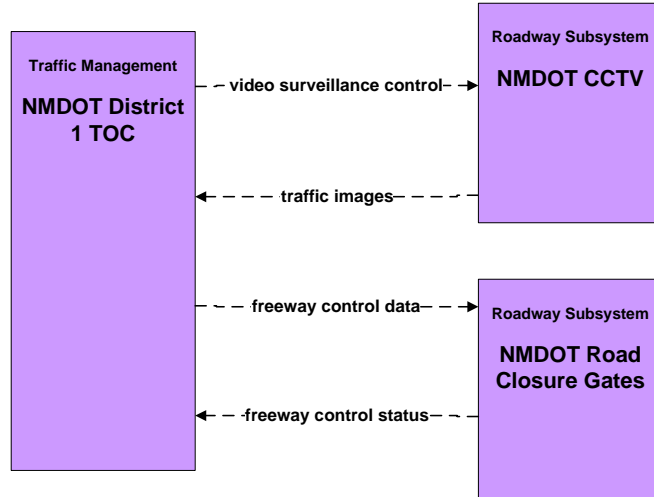 Traffic Management
NMDOT District
1 TOC
video surveillance control
traffic images
freeway control data
freeway control status
Roadway Subsystem
NMDOT CCTV
Roadway Subsystem
NMDOT Road
Closure Gates